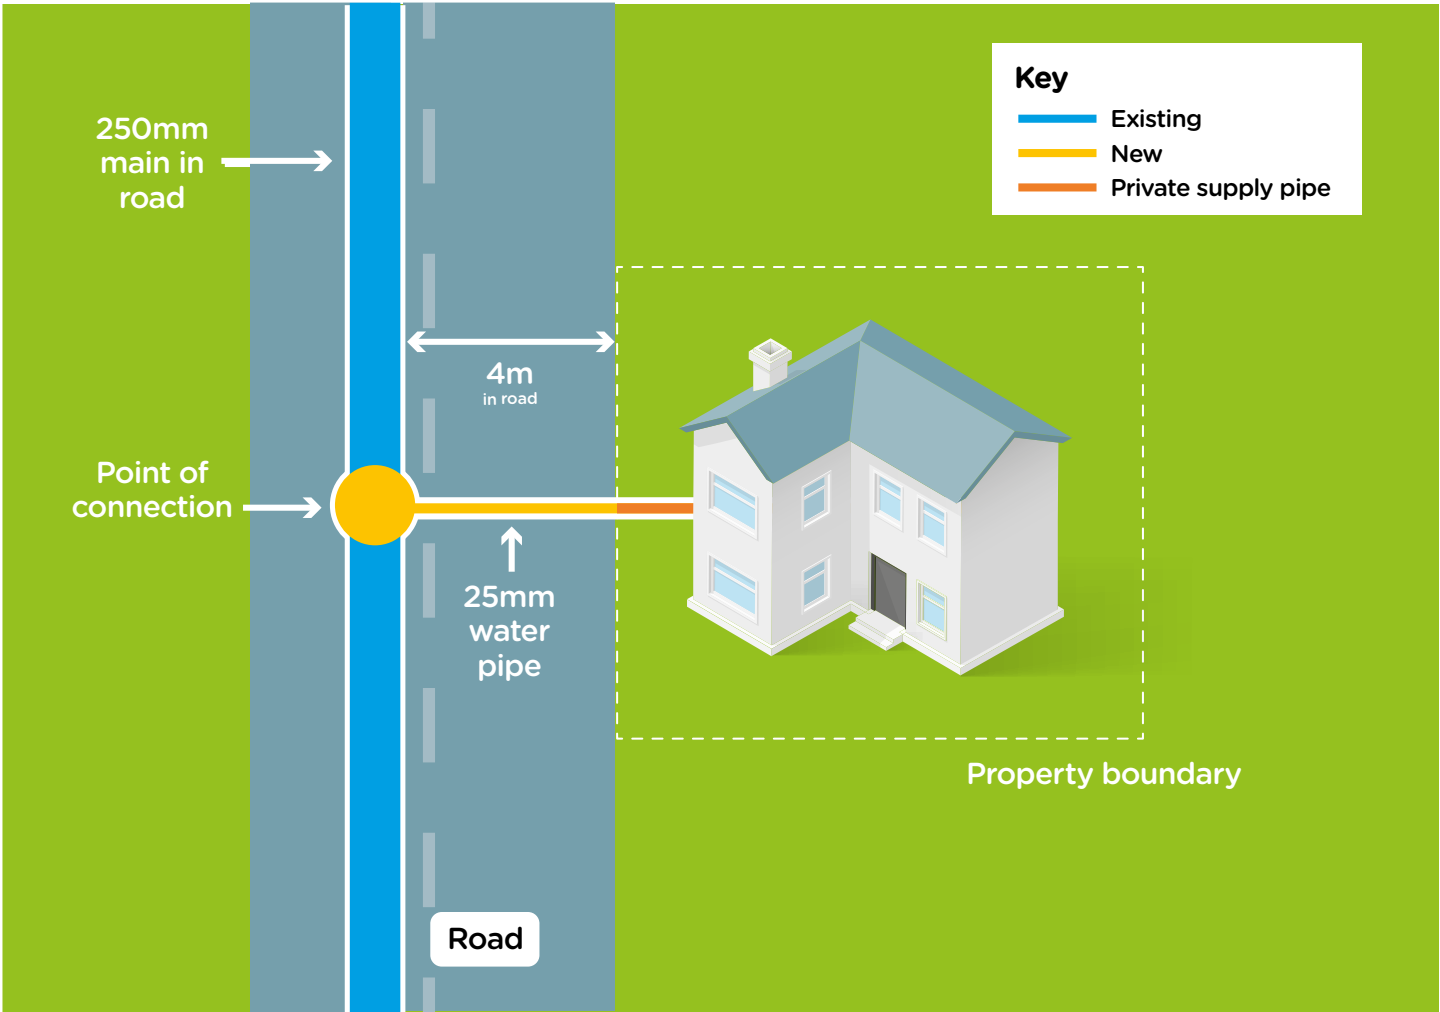 Key
Existing
New
Private supply pipe
250mm
main in
road
4m
in road
Point of
connection
25mm
water
pipe
Property boundary
Road